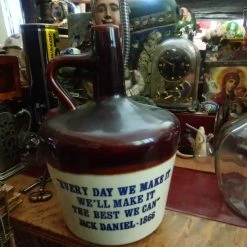 "EVERY DAY WE MAKE IT
WE'LL MAKE IT
THE BEST WE CAN"
JACK DANIEL-1866